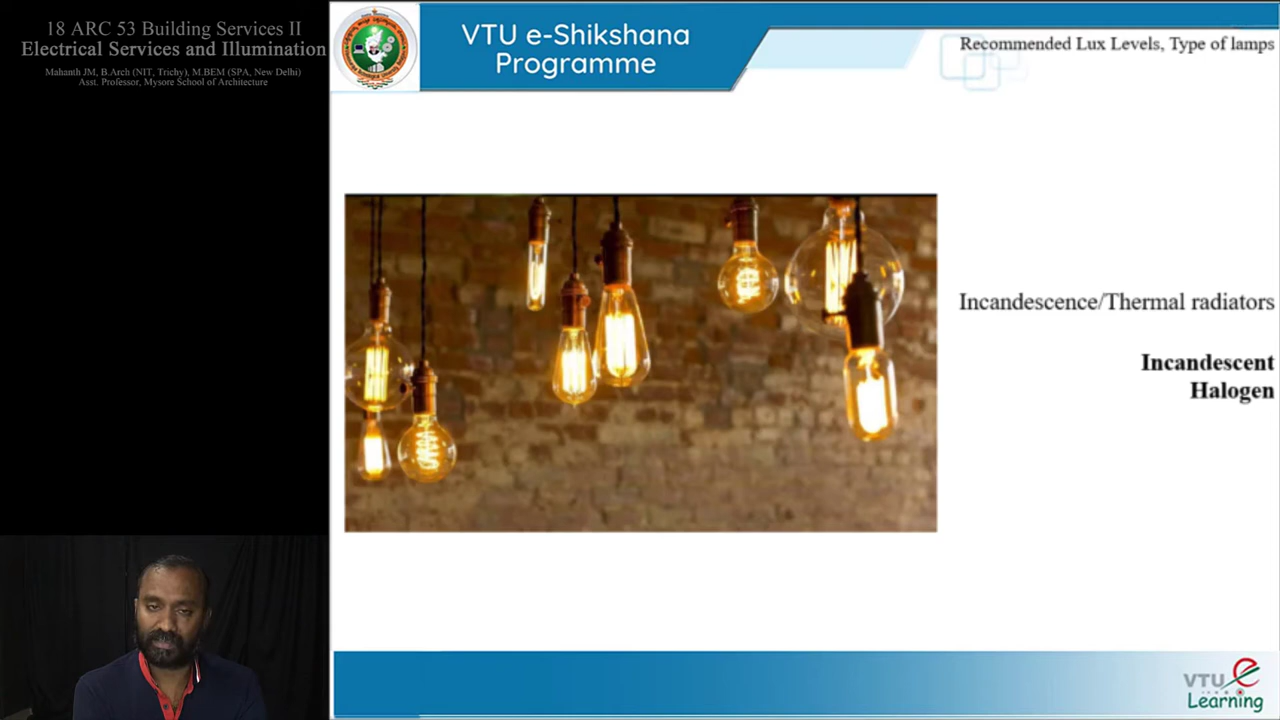 18 ARC 53 Building Services II
Electrical Services and Illumination
Mahanth JM, B.Arch (NIT, Trichy), M.BEM (SPA, New Delhi)
Asst. Professor, Mysore School of Architecture
VTU e-Shikshana
Programme
Recommended Lux Levels, Type of lamps
Incandescence/Thermal radiators
Incandescent
Halogen
VTU e
Learning